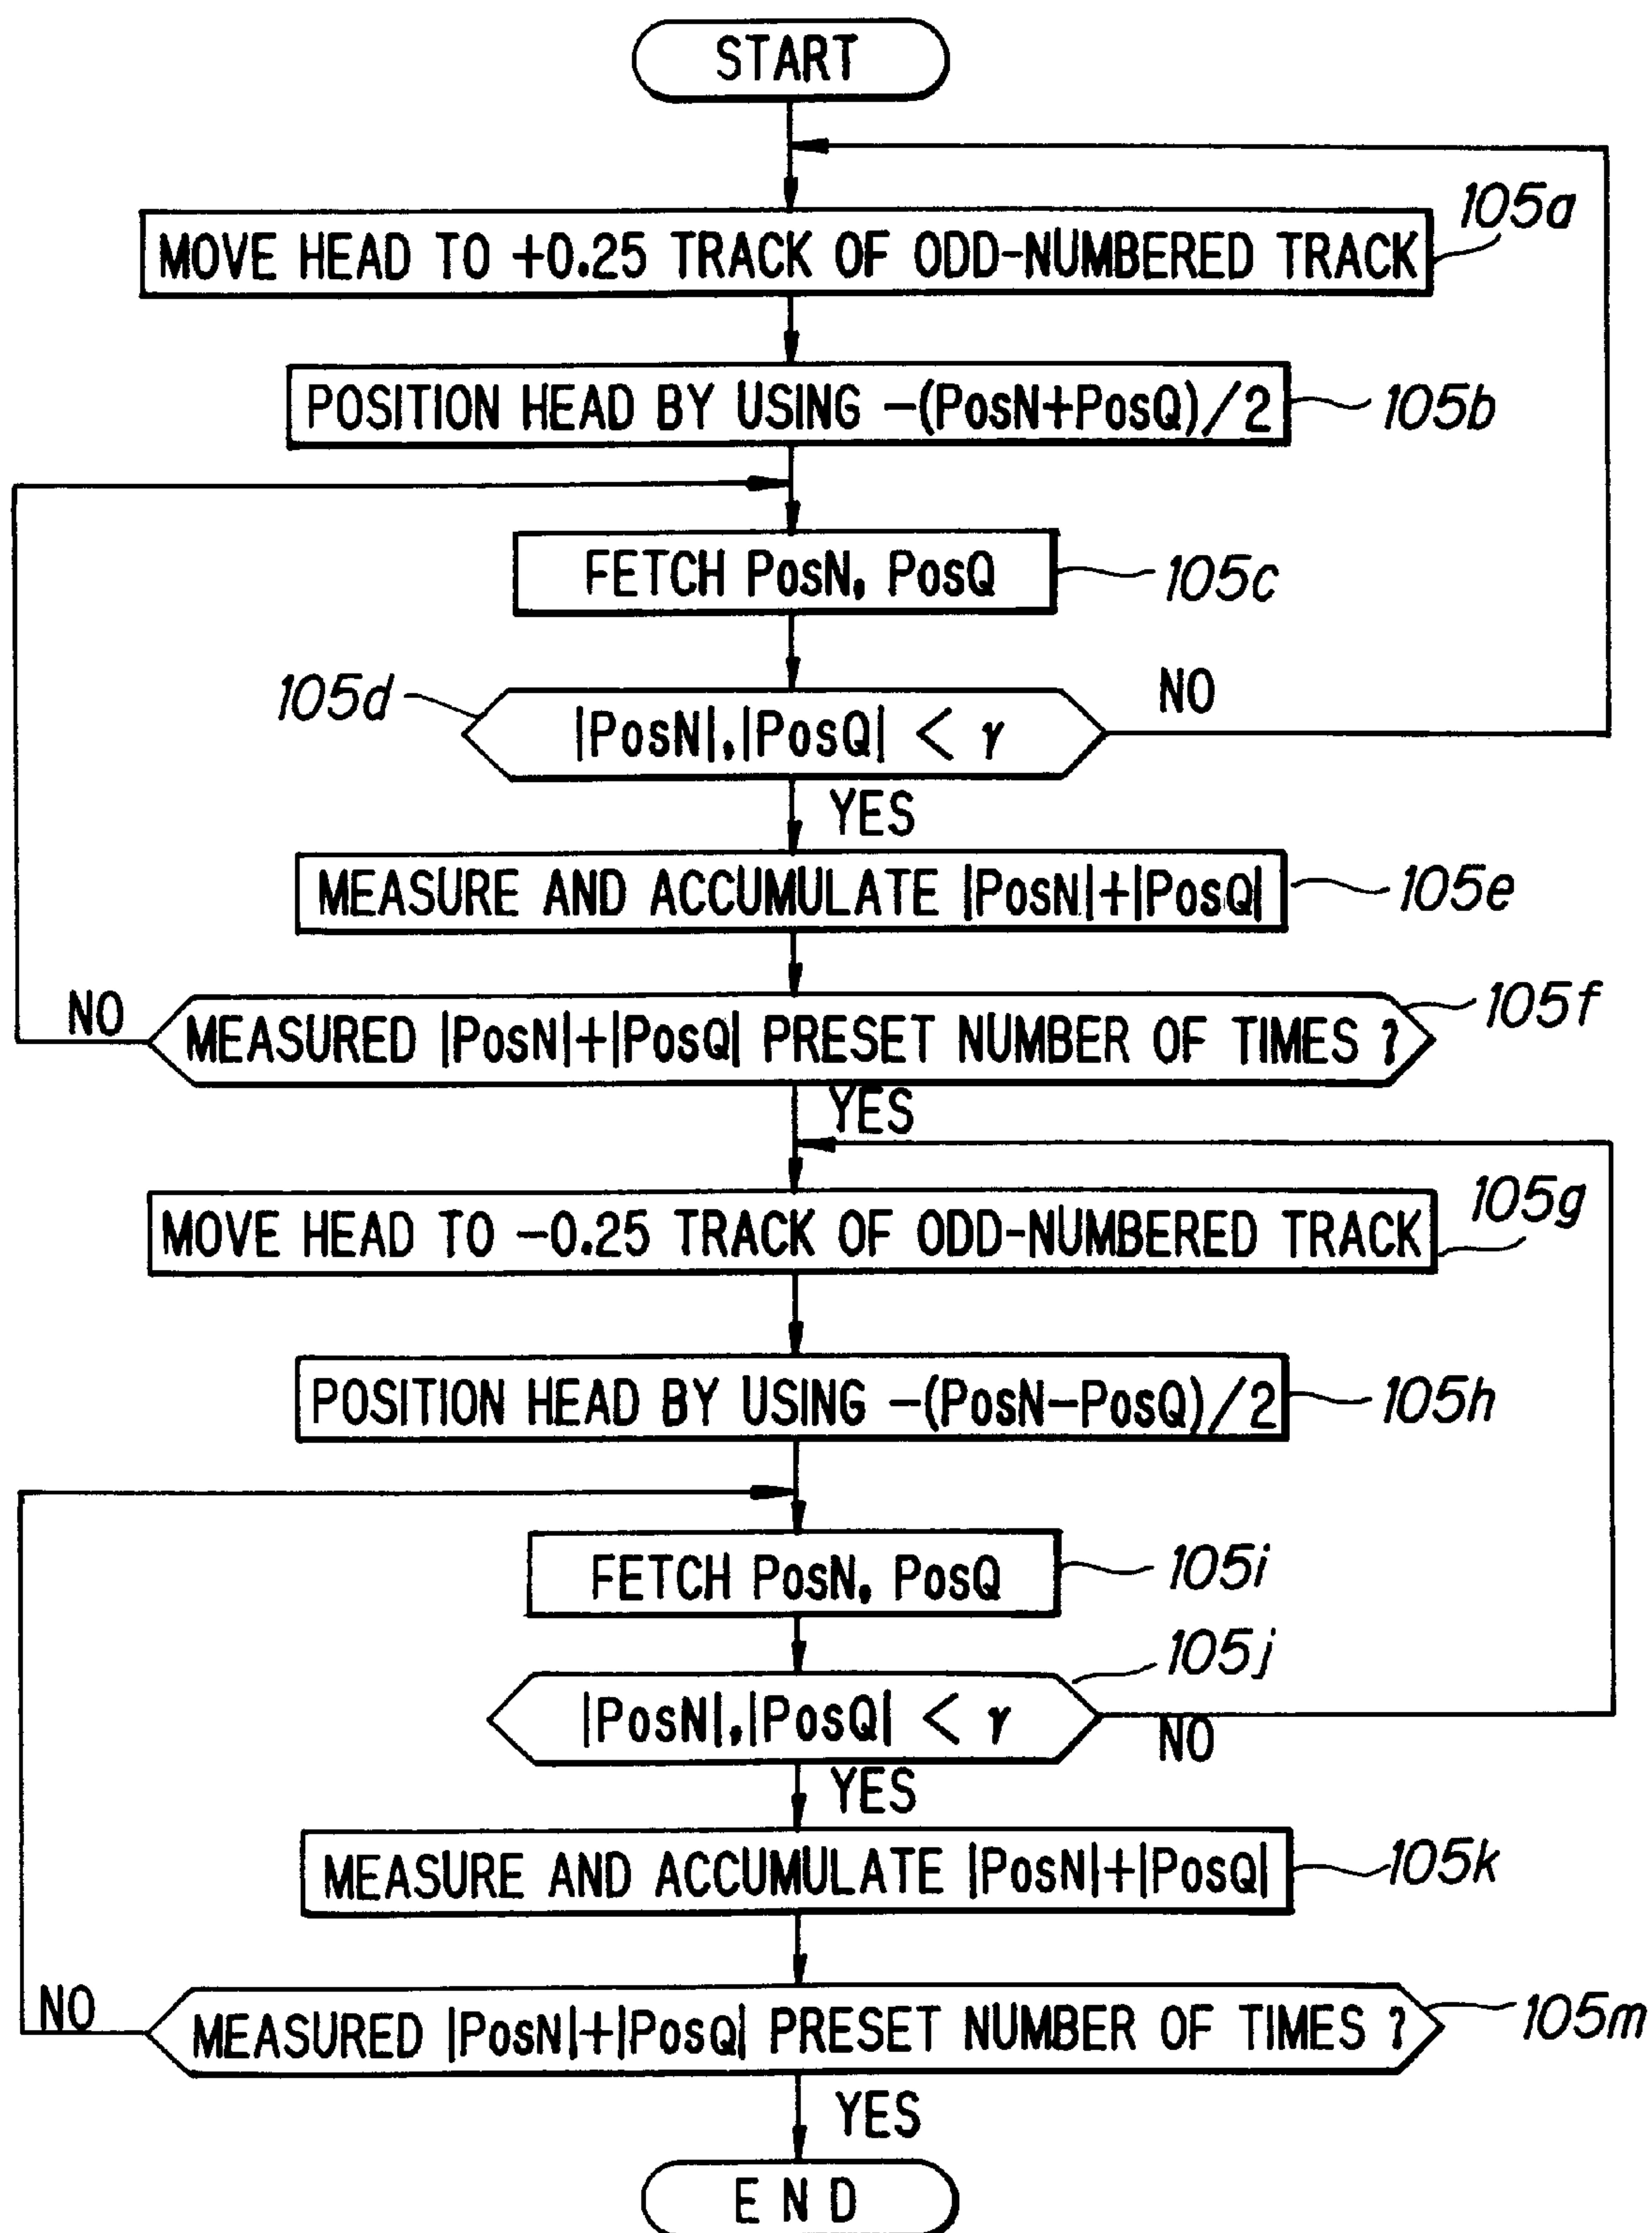 START
105a
MOVE HEAD TO +0.25 TRACK OF ODD-NUMBERED TRACK
POSITION HEAD BY USING −(PosN+PosQ)/2
105b
FETCH PosN, PosQ
105c
105d
|PosN|,|PosQ| < γ
NO
YES
MEASURE AND ACCUMULATE |PosN|+|PosQ|
105e
NO
MEASURED |PosN|+|PosQ| PRESET NUMBER OF TIMES ?
105f
YES
105g
MOVE HEAD TO −0.25 TRACK OF ODD-NUMBERED TRACK
POSITION HEAD BY USING −(PosN−PosQ)/2
105h
FETCH PosN, PosQ
105i
105j
|PosN|,|PosQ| < γ
NO
YES
MEASURE AND ACCUMULATE |PosN|+|PosQ|
105k
NO
MEASURED |PosN|+|PosQ| PRESET NUMBER OF TIMES ?
105m
YES
END